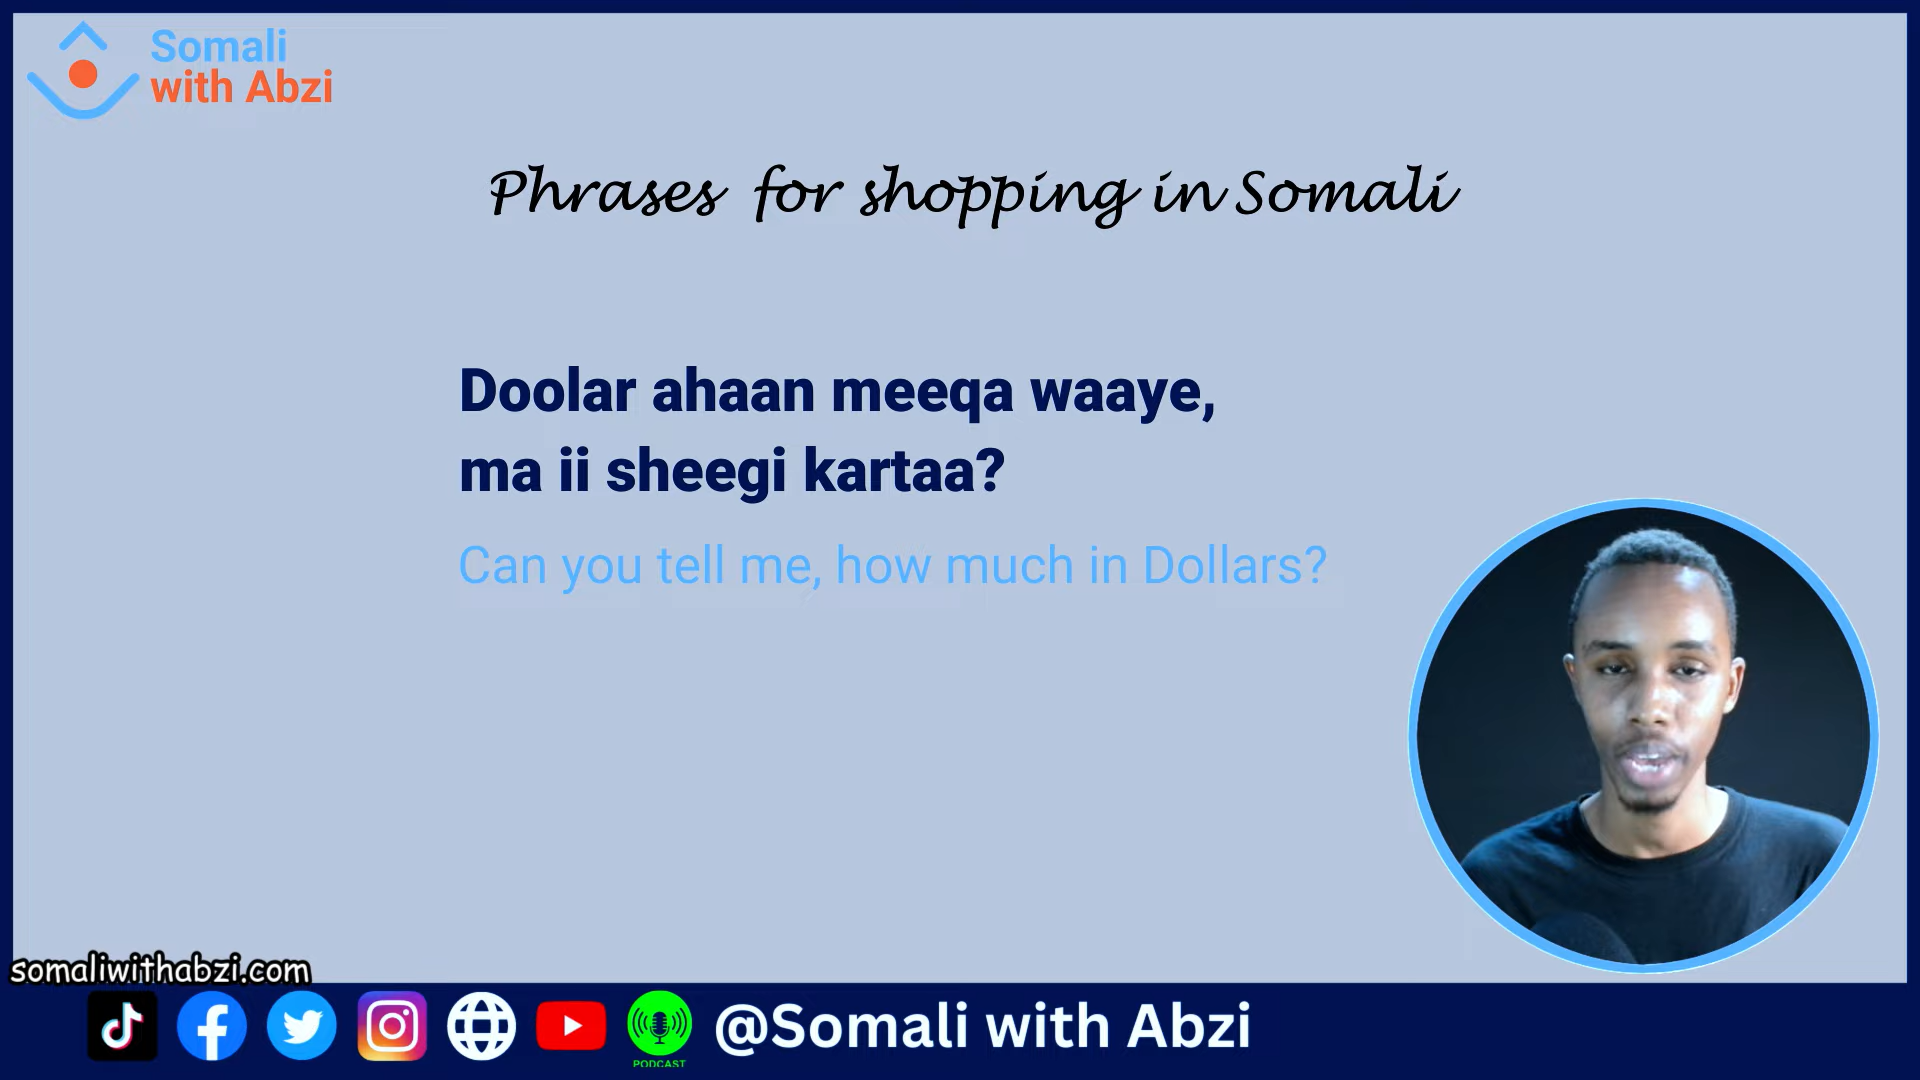 Somali
with Abzi
Phrases for shopping in Somali
Doolar ahaan meeqa waaye,
ma ii sheegi kartaa?
Can you tell me, how much in Dollars?
somaliwithabzi.com
PODCAST
@Somali with Abzi